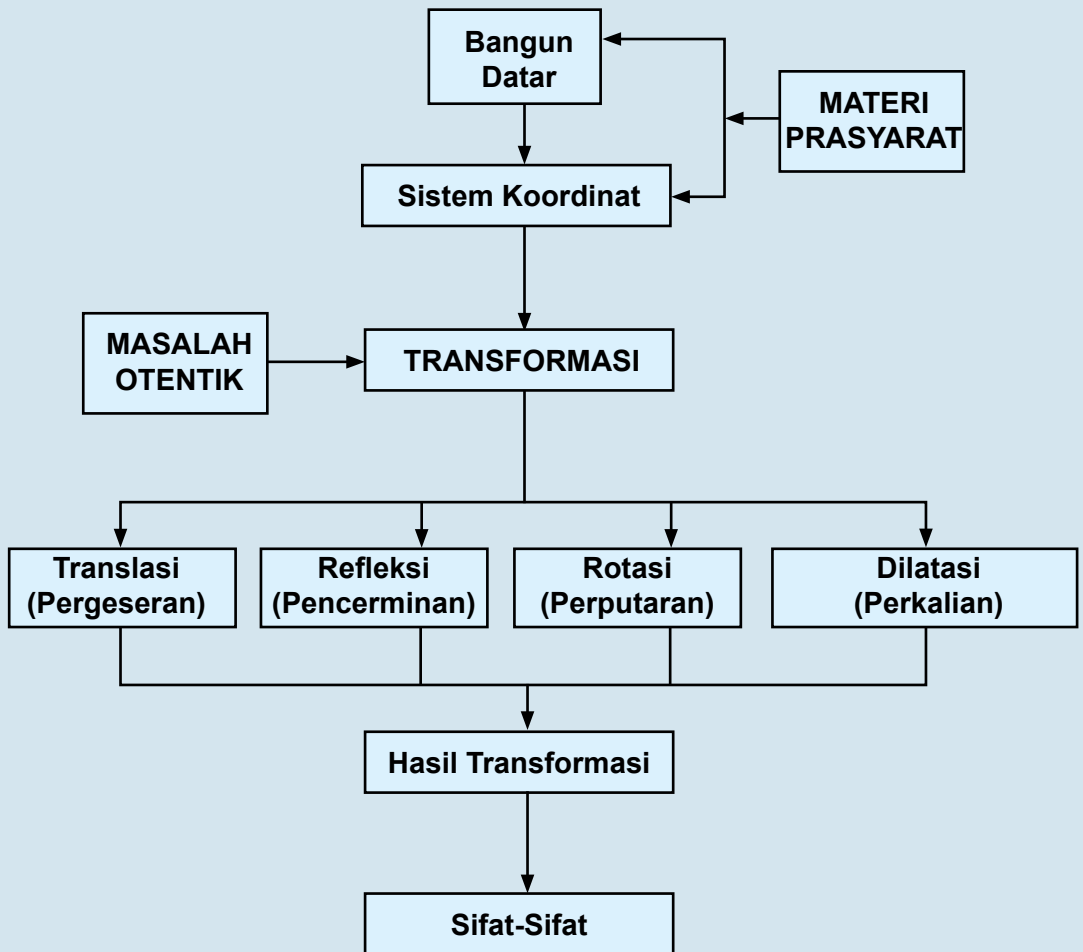 Bangun
Datar
MATERI
PRASYARAT
Sistem Koordinat
MASALAH
OTENTIK
TRANSFORMASI
Translasi
(Pergeseran)
Refleksi
(Pencerminan)
Rotasi
(Perputaran)
Dilatasi
(Perkalian)
Hasil Transformasi
Sifat-Sifat